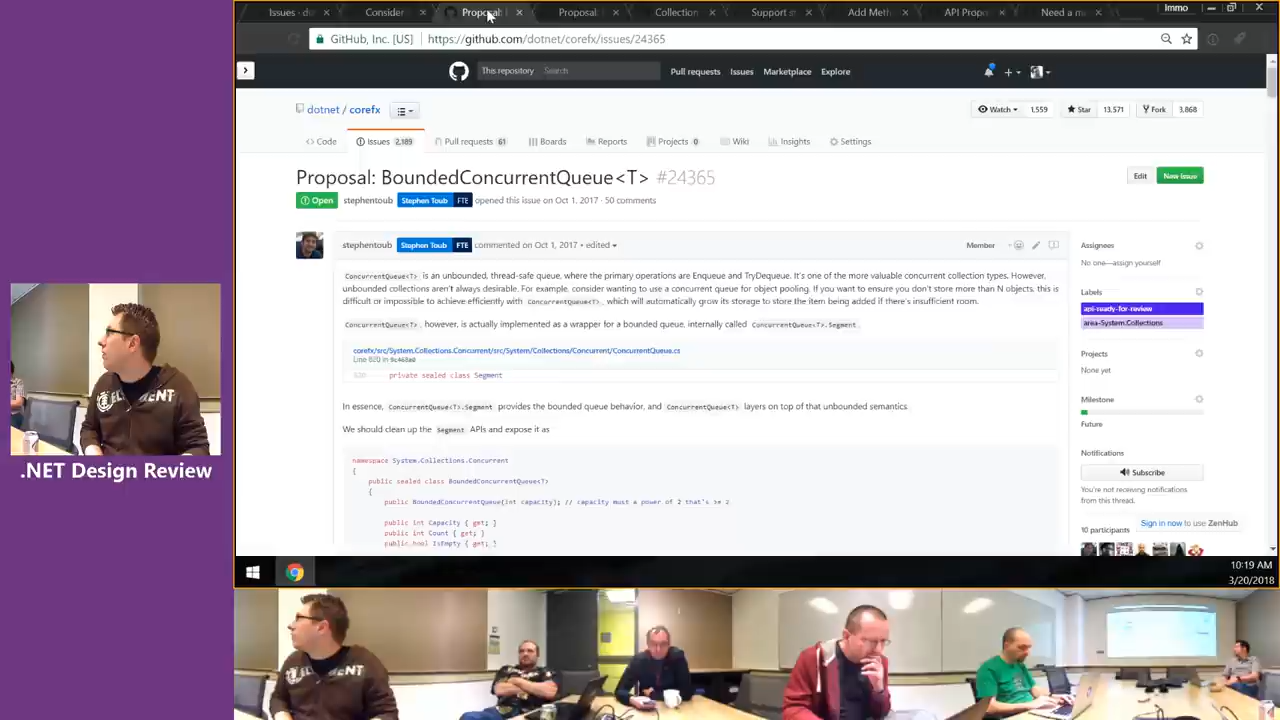 Issues · d
Consider
Proposal:
Proposal
Collection
Support s
Add Meth
API Propo
Need a m
Immo
GitHub, Inc. [US]
https://github.com/dotnet/corefx/issues/24365
This repository
Search
Pull requests
Issues
Marketplace
Explore
dotnet / corefx
Watch
1,559
Star
13,571
Fork
3,868
Code
Issues 2,189
Pull requests 61
Boards
Reports
Projects 0
Wiki
Insights
Settings
Proposal: BoundedConcurrentQueue<T> #24365
Edit
New issue
Open
stephentoub Stephen Toub FTE opened this issue on Oct 1, 2017 · 50 comments
stephentoub Stephen Toub FTE commented on Oct 1, 2017 • edited
Member
ConcurrentQueue<T> is an unbounded, thread-safe queue, where the primary operations are Enqueue and TryDequeue. It's one of the more valuable concurrent collection types. However,
unbounded collections aren't always desirable. For example, consider wanting to use a concurrent queue for object pooling. If you want to ensure you don't store more than N objects, this is
difficult or impossible to achieve efficiently with ConcurrentQueue<T>, which will automatically grow its storage to store the item being added if there's insufficient room.
ConcurrentQueue<T>, however, is actually implemented as a wrapper for a bounded queue, internally called ConcurrentQueue<T>.Segment.
corefx/src/System.Collections.Concurrent/src/System/Collections/Concurrent/ConcurrentQueue.cs
Line 820 in 9c468a0
820 private sealed class Segment
In essence, ConcurrentQueue<T>.Segment provides the bounded queue behavior, and ConcurrentQueue<T> layers on top of that unbounded semantics.
We should clean up the Segment APIs and expose it as
namespace System.Collections.Concurrent
{
public sealed class BoundedConcurrentQueue<T>
{
public BoundedConcurrentQueue(int capacity); // capacity must a power of 2 that's >= 2
public int Capacity { get; }
public int Count { get; }
public bool IsEmpty { get; }
Assignees
No one—assign yourself
Labels
api-ready-for-review
area-System.Collections
Projects
None yet
Milestone
Future
Notifications
Subscribe
You're not receiving notifications
from this thread.
10 participants
Sign in now to use ZenHub
10:19 AM
3/20/2018
ELEMENT
.NET Design Review